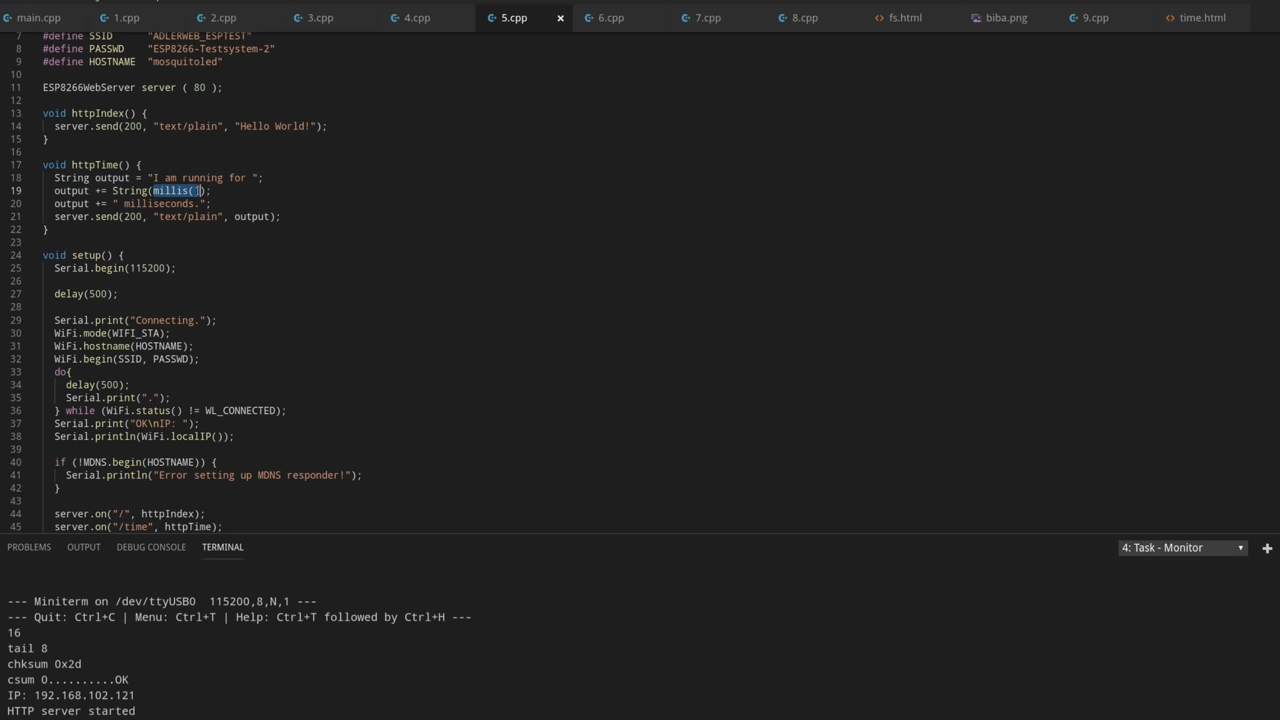 main.cpp 1.cpp 2.cpp 3.cpp 4.cpp 5.cpp × 6.cpp 7.cpp 8.cpp <> fs.html biba.png 9.cpp <> time.html
7 #define SSID "ADLERWEB_ESPTEST"
8 #define PASSWD "ESP8266-Testsystem-2"
9 #define HOSTNAME "mosquitoled"
10
11 ESP8266WebServer server ( 80 );
12
13 void httpIndex() {
14 server.send(200, "text/plain", "Hello World!");
15 }
16
17 void httpTime() {
18 String output = "I am running for ";
19 output += String(millis());
20 output += " milliseconds.";
21 server.send(200, "text/plain", output);
22 }
23
24 void setup() {
25 Serial.begin(115200);
26
27 delay(500);
28
29 Serial.print("Connecting.");
30 WiFi.mode(WIFI_STA);
31 WiFi.hostname(HOSTNAME);
32 WiFi.begin(SSID, PASSWD);
33 do{
34 delay(500);
35 Serial.print(".");
36 } while (WiFi.status() != WL_CONNECTED);
37 Serial.print("OK\nIP: ");
38 Serial.println(WiFi.localIP());
39
40 if (!MDNS.begin(HOSTNAME)) {
41 Serial.println("Error setting up MDNS responder!");
42 }
43
44 server.on("/", httpIndex);
45 server.on("/time", httpTime);
PROBLEMS OUTPUT DEBUG CONSOLE TERMINAL 4: Task - Monitor
--- Miniterm on /dev/ttyUSB0 115200,8,N,1 ---
--- Quit: Ctrl+C | Menu: Ctrl+T | Help: Ctrl+T followed by Ctrl+H ---
16
tail 8
chksum 0x2d
csum 0..........OK
IP: 192.168.102.121
HTTP server started